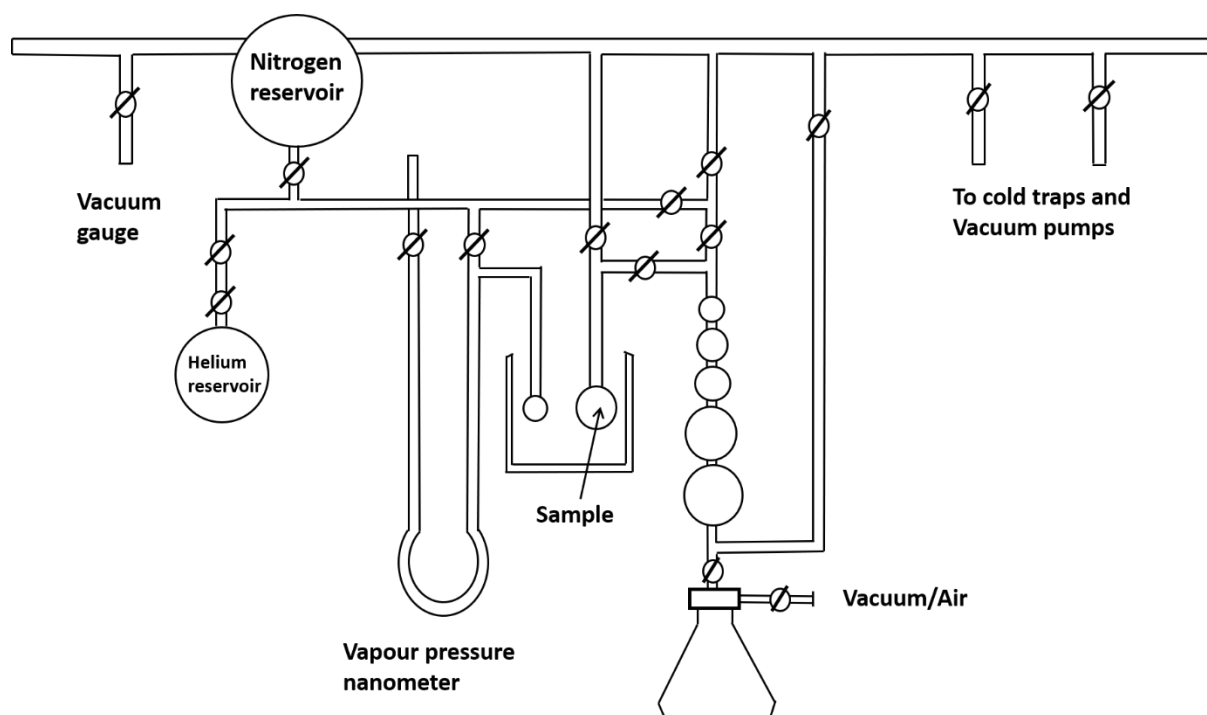 Nitrogen
reservoir
Vacuum
gauge
To cold traps and
Vacuum pumps
Helium
reservoir
Sample
Vacuum/Air
Vapour pressure
nanometer